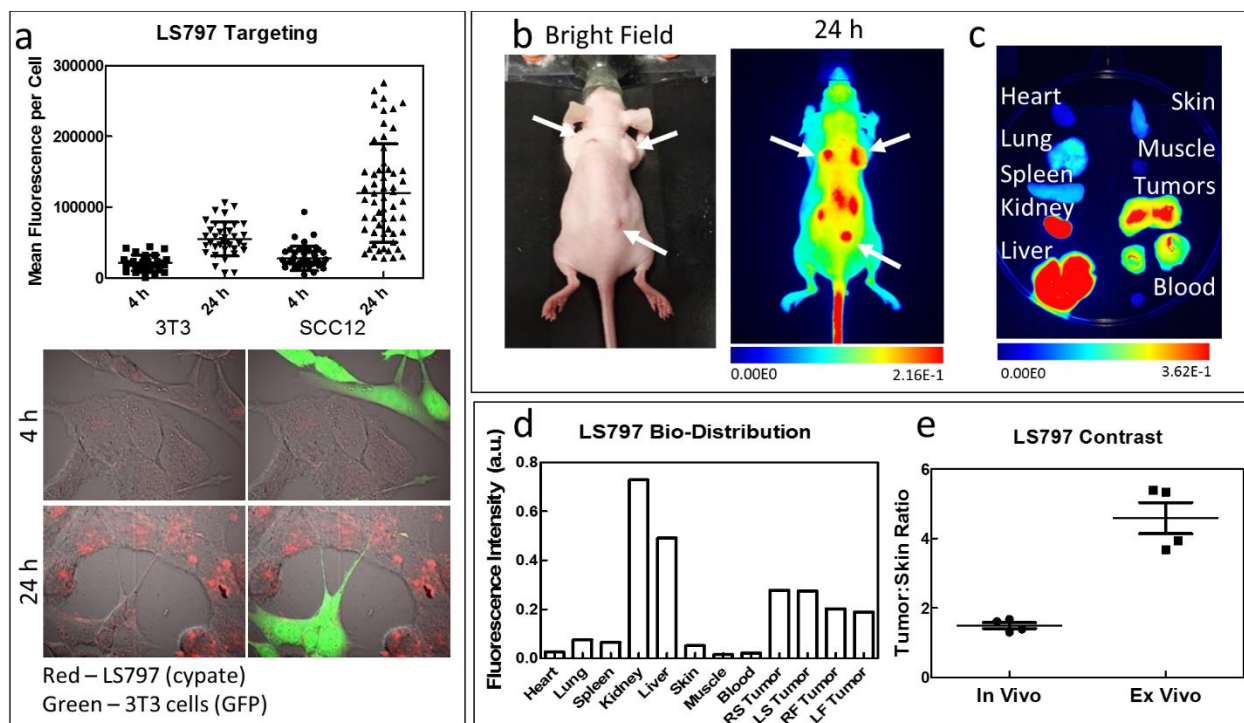 a
LS797 Targeting
Mean Fluorescence per Cell
300000
200000
100000
0
4 h
24 h
4 h
24 h
3T3
SCC12
4 h
24 h
Red – LS797 (cypate)
Green – 3T3 cells (GFP)
b
Bright Field
24 h
0.00E0
2.16E-1
c
Heart
Skin
Lung
Muscle
Spleen
Tumors
Kidney
Liver
Blood
0.00E0
3.62E-1
d
LS797 Bio-Distribution
Fluorescence Intensity (a.u.)
0.8
0.6
0.4
0.2
0.0
Heart
Lung
Spleen
Kidney
Liver
Skin
Muscle
Blood
RS Tumor
LS Tumor
RF Tumor
LF Tumor
e
LS797 Contrast
Tumor:Skin Ratio
6
4
2
0
In Vivo
Ex Vivo